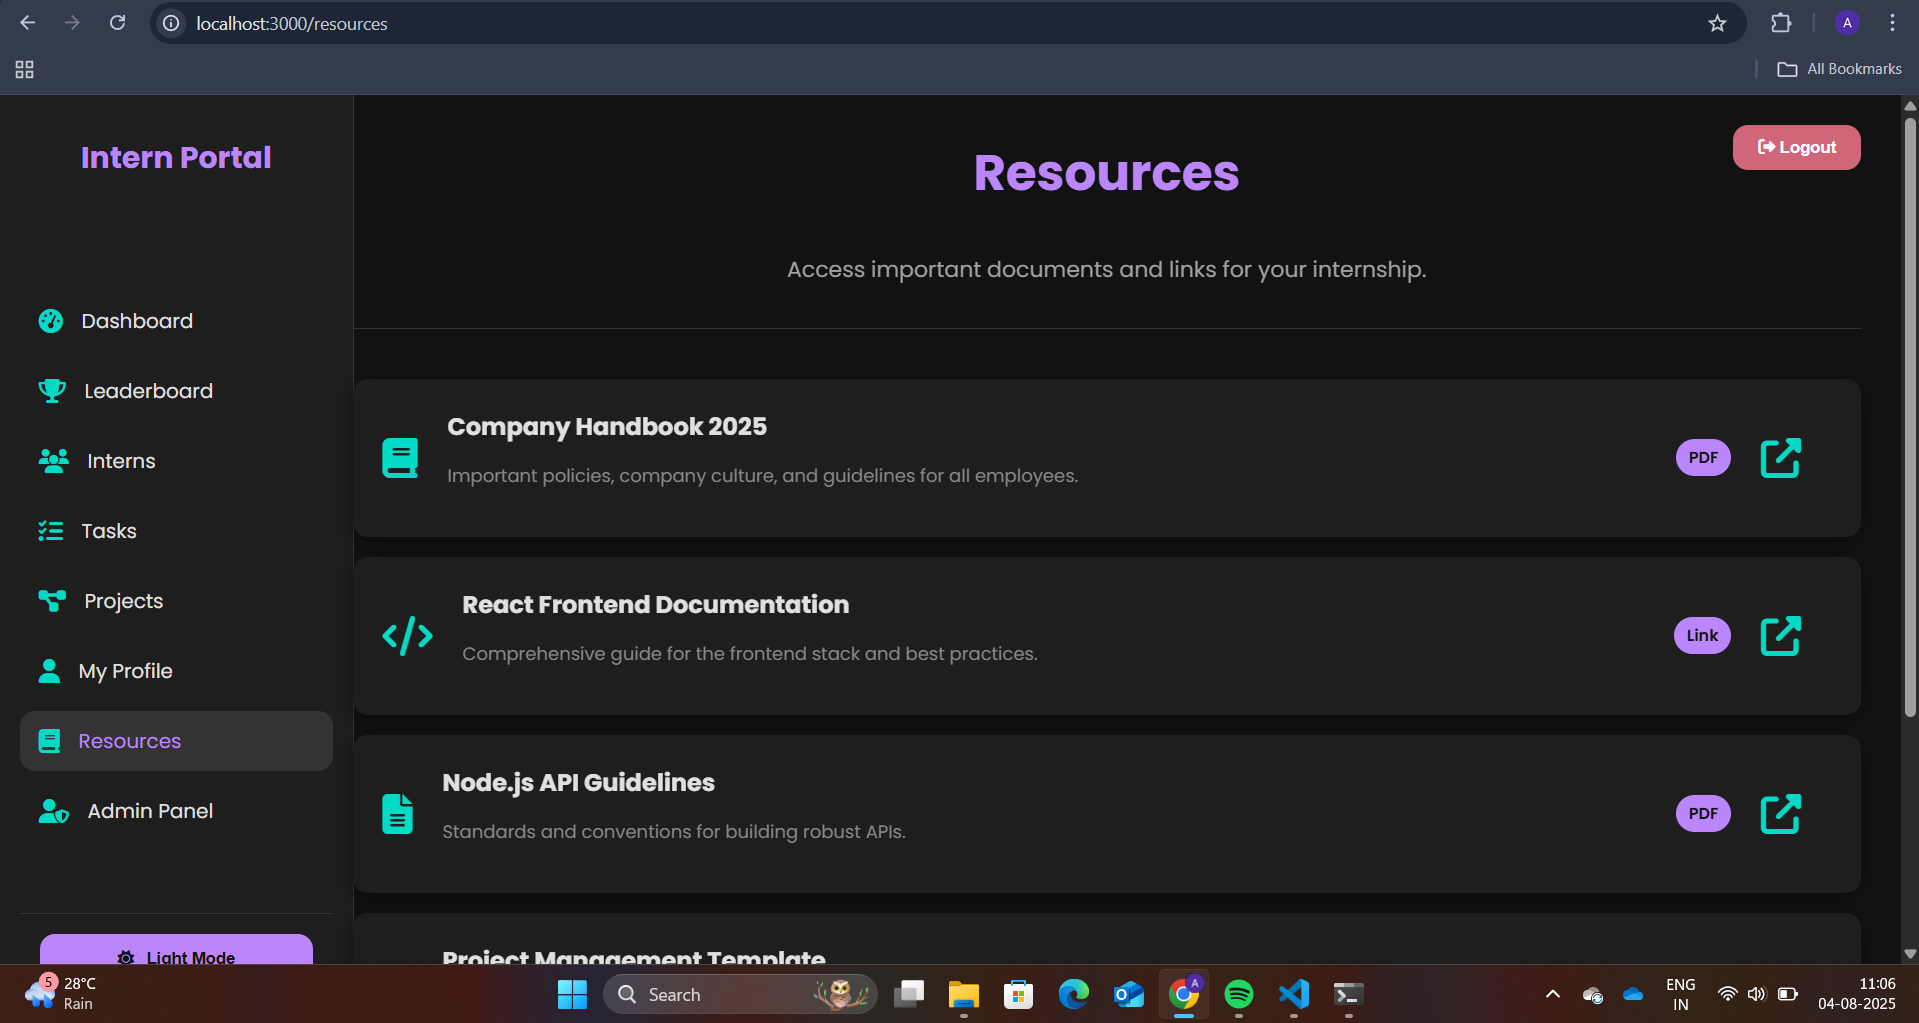 localhost:3000/resources
A
All Bookmarks
Intern Portal
Dashboard
Leaderboard
Interns
Tasks
Projects
My Profile
Resources
Admin Panel
Light Mode
Logout
Resources
Access important documents and links for your internship.
Company Handbook 2025
Important policies, company culture, and guidelines for all employees.
PDF
React Frontend Documentation
Comprehensive guide for the frontend stack and best practices.
Link
Node.js API Guidelines
Standards and conventions for building robust APIs.
PDF
Project Management Template
5
28°C
Rain
Search
A
ENG
IN
11:06
04-08-2025